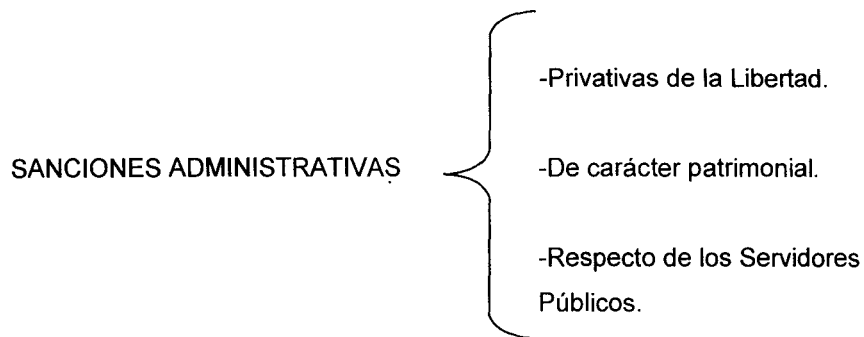 SANCIONES ADMINISTRATIVAS
-Privativas de la Libertad.
-De carácter patrimonial.
-Respecto de los Servidores
Públicos.